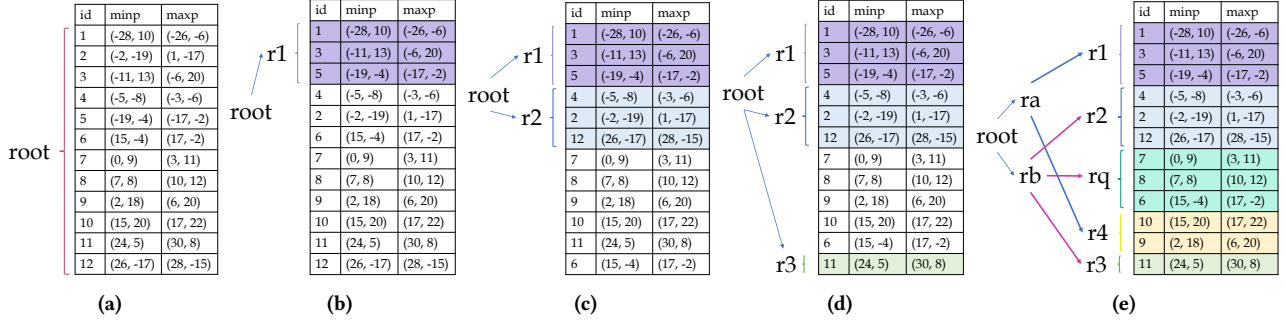 root
id minp maxp
1 (-28, 10) (-26, -6)
2 (-2, -19) (1, -17)
3 (-11, 13) (-6, 20)
4 (-5, -8) (-3, -6)
5 (-19, -4) (-17, -2)
6 (15, -4) (17, -2)
7 (0, 9) (3, 11)
8 (7, 8) (10, 12)
9 (2, 18) (6, 20)
10 (15, 20) (17, 22)
11 (24, 5) (30, 8)
12 (26, -17) (28, -15)
(a)
r1
root
id minp maxp
1 (-28, 10) (-26, -6)
3 (-11, 13) (-6, 20)
5 (-19, -4) (-17, -2)
4 (-5, -8) (-3, -6)
2 (-2, -19) (1, -17)
6 (15, -4) (17, -2)
7 (0, 9) (3, 11)
8 (7, 8) (10, 12)
9 (2, 18) (6, 20)
10 (15, 20) (17, 22)
11 (24, 5) (30, 8)
12 (26, -17) (28, -15)
(b)
r1
root
r2
id minp maxp
1 (-28, 10) (-26, -6)
3 (-11, 13) (-6, 20)
5 (-19, -4) (-17, -2)
4 (-5, -8) (-3, -6)
2 (-2, -19) (1, -17)
12 (26, -17) (28, -15)
7 (0, 9) (3, 11)
8 (7, 8) (10, 12)
9 (2, 18) (6, 20)
10 (15, 20) (17, 22)
11 (24, 5) (30, 8)
6 (15, -4) (17, -2)
(c)
r1
root
r2
r3
id minp maxp
1 (-28, 10) (-26, -6)
3 (-11, 13) (-6, 20)
5 (-19, -4) (-17, -2)
4 (-5, -8) (-3, -6)
2 (-2, -19) (1, -17)
12 (26, -17) (28, -15)
7 (0, 9) (3, 11)
8 (7, 8) (10, 12)
9 (2, 18) (6, 20)
10 (15, 20) (17, 22)
6 (15, -4) (17, -2)
11 (24, 5) (30, 8)
(d)
r1
ra
r2
root
rb
rq
r4
r3
id minp maxp
1 (-28, 10) (-26, -6)
3 (-11, 13) (-6, 20)
5 (-19, -4) (-17, -2)
4 (-5, -8) (-3, -6)
2 (-2, -19) (1, -17)
12 (26, -17) (28, -15)
7 (0, 9) (3, 11)
8 (7, 8) (10, 12)
6 (15, -4) (17, -2)
10 (15, 20) (17, 22)
9 (2, 18) (6, 20)
11 (24, 5) (30, 8)
(e)